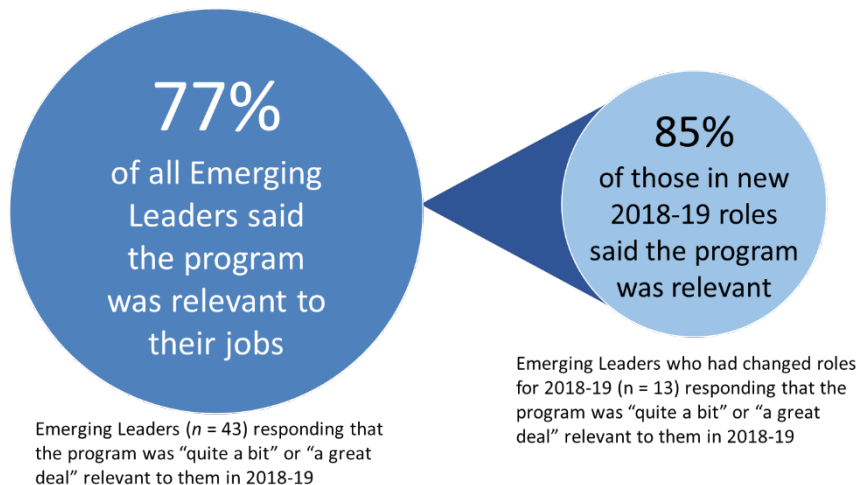 77%
of all Emerging
Leaders said
the program
was relevant to
their jobs
Emerging Leaders (n = 43) responding that
the program was “quite a bit” or “a great
deal” relevant to them in 2018-19
85%
of those in new
2018-19 roles
said the program
was relevant
Emerging Leaders who had changed roles
for 2018-19 (n = 13) responding that the
program was “quite a bit” or “a great
deal” relevant to them in 2018-19